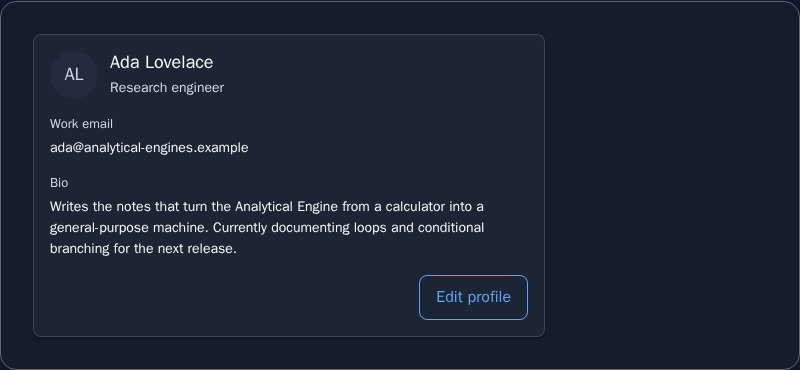 AL
Ada Lovelace
Research engineer
Work email
ada@analytical-engines.example
Bio
Writes the notes that turn the Analytical Engine from a calculator into a
general-purpose machine. Currently documenting loops and conditional
branching for the next release.
Edit profile